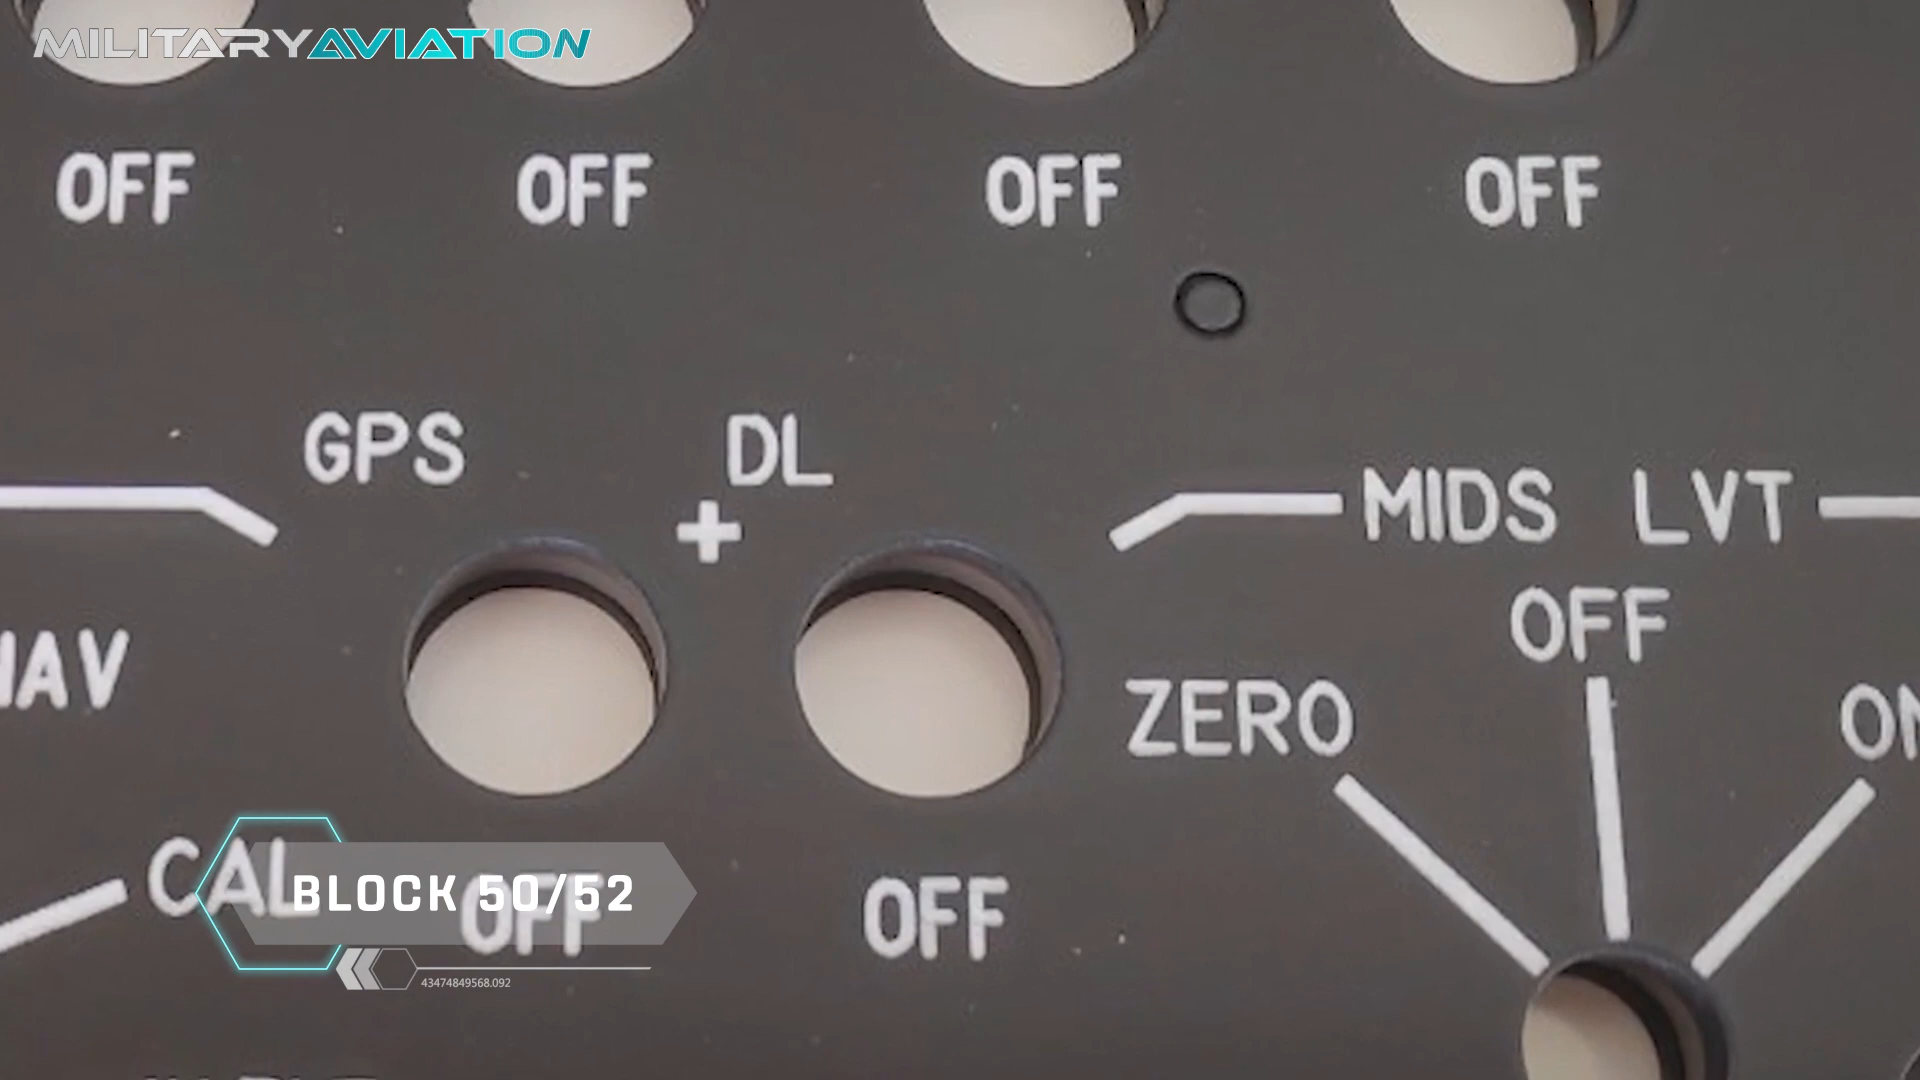 MILITARYAVIATION
OFF OFF OFF OFF
GPS DL
+
MIDS LVT
OFF
NAV
ZERO
CAL
BLOCK 50/52
OFF
OFF
43474849568.092